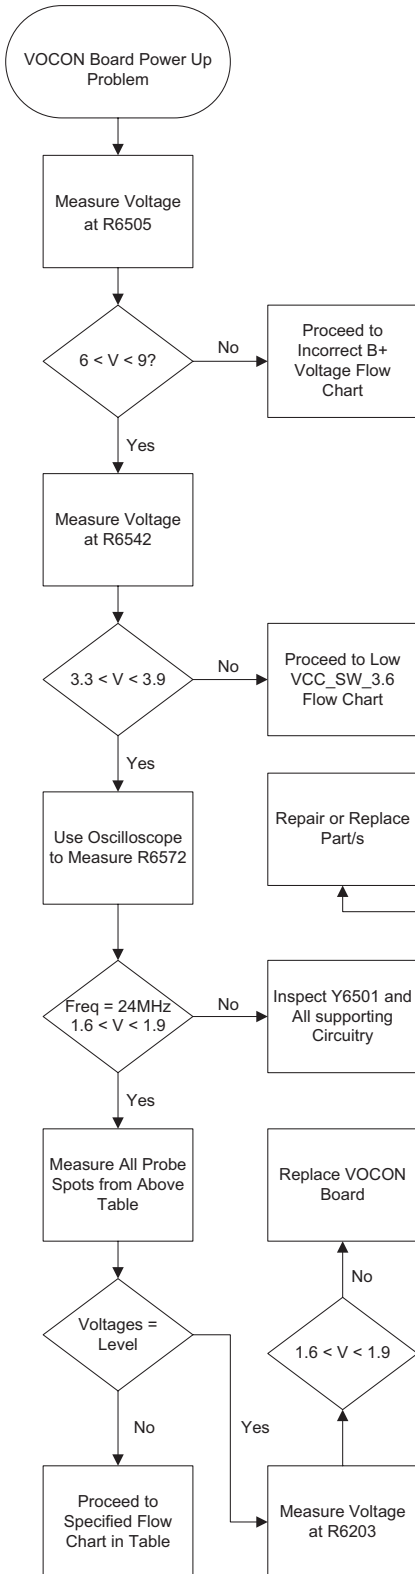 VOCON Board Power Up
Problem
Measure Voltage
at R6505
6 < V < 9?
No
Proceed to
Incorrect B+
Voltage Flow
Chart
Yes
Measure Voltage
at R6542
3.3 < V < 3.9
No
Proceed to Low
VCC_SW_3.6
Flow Chart
Yes
Use Oscilloscope
to Measure R6572
Repair or Replace
Part/s
Freq = 24MHz
1.6 < V < 1.9
No
Inspect Y6501 and
All supporting
Circuitry
Yes
Measure All Probe
Spots from Above
Table
Replace VOCON
Board
No
Voltages =
Level
1.6 < V < 1.9
No
Yes
Proceed to
Specified Flow
Chart in Table
Measure Voltage
at R6203